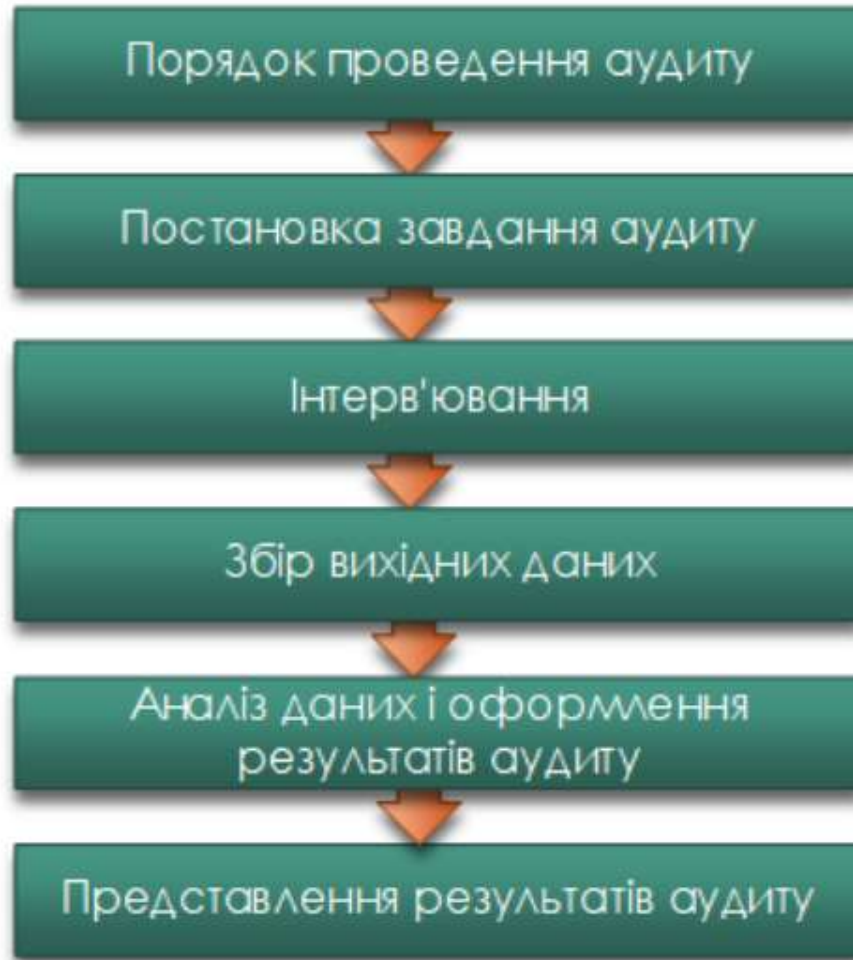 Порядок проведення аудиту
Постановка завдання аудиту
Інтерв'ювання
Збір вихідних даних
Аналіз даних і оформлення
результатів аудиту
Представлення результатів аудиту